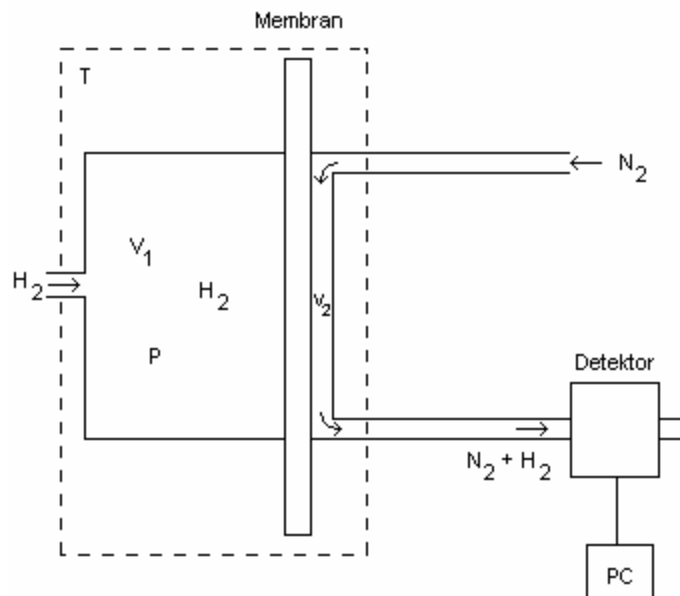 Membran
T
N₂
V₁
H₂
H₂
V₂
P
Detektor
N₂ + H₂
PC